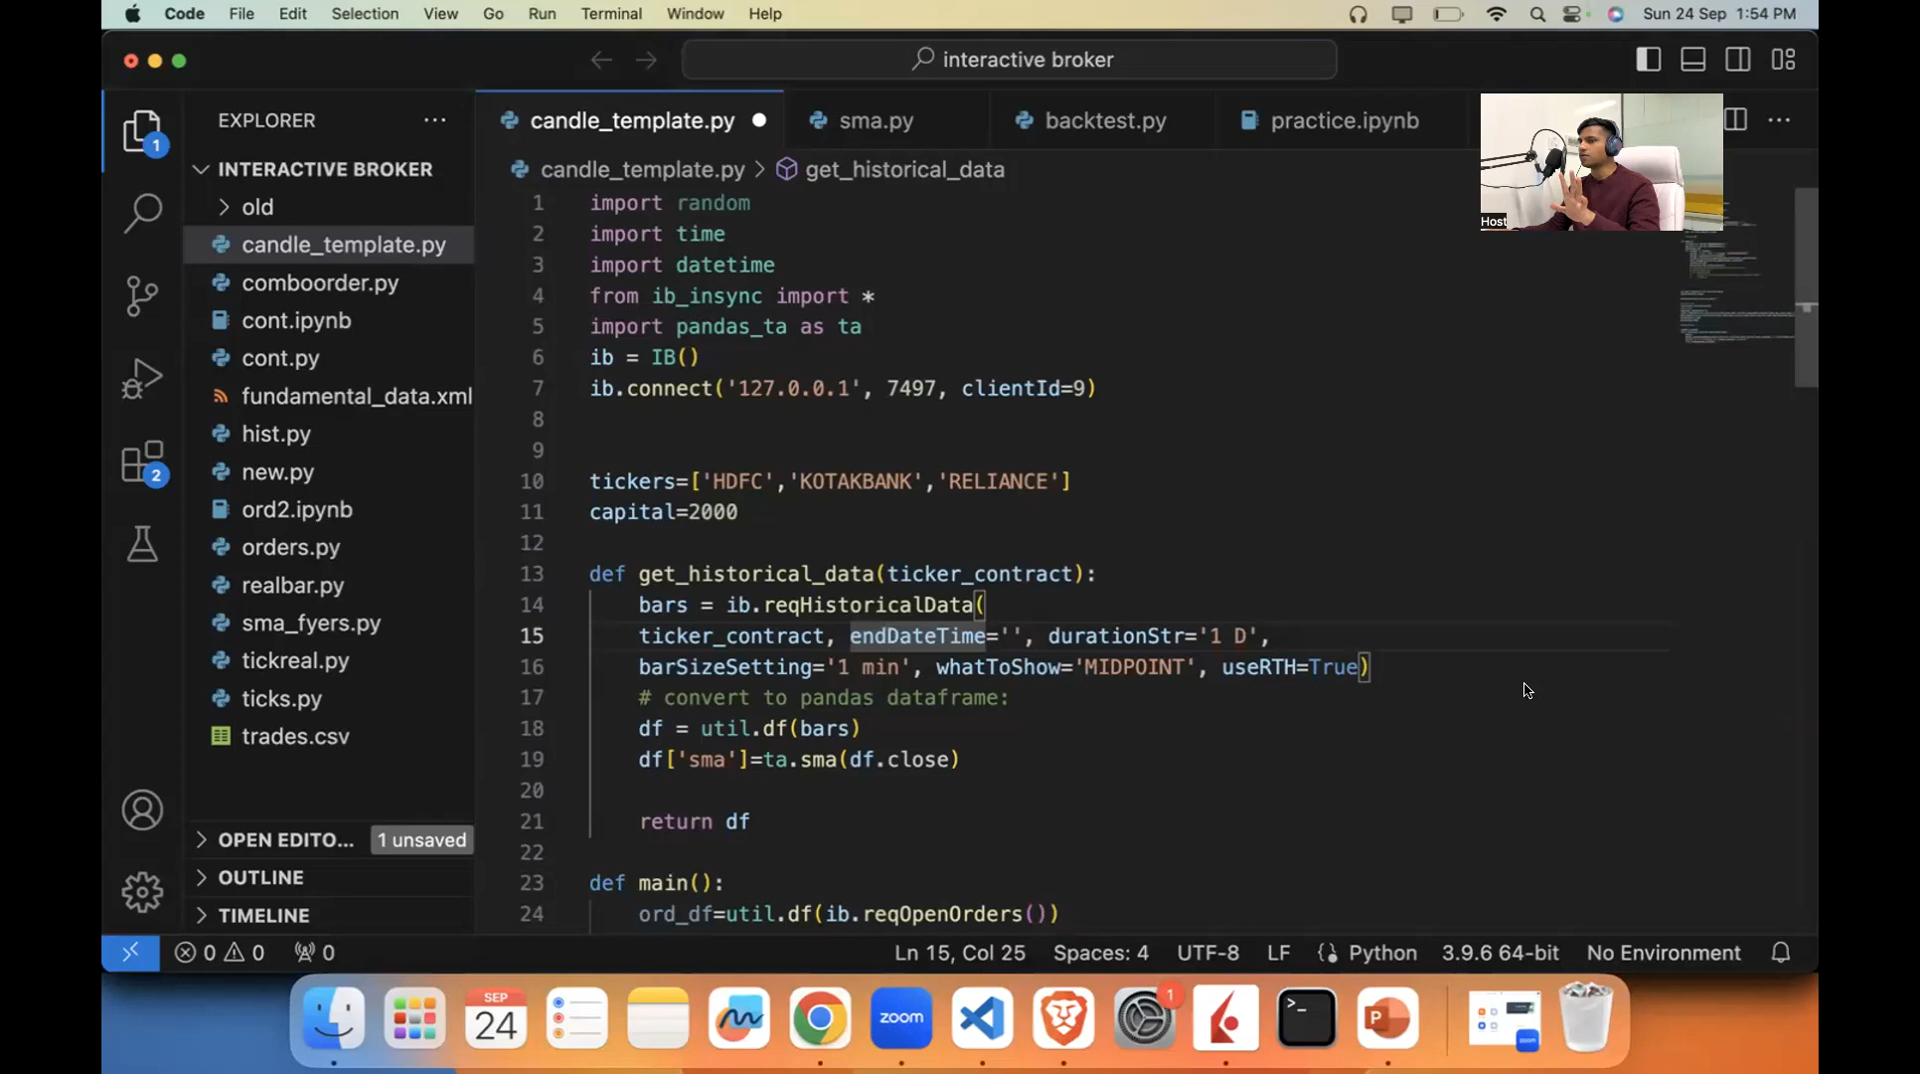 Code File Edit Selection View Go Run Terminal Window Help Sun 24 Sep 1:54 PM
interactive broker
EXPLORER
candle_template.py sma.py backtest.py practice.ipynb
INTERACTIVE BROKER
candle_template.py > get_historical_data
old
candle_template.py
comboorder.py
cont.ipynb
cont.py
fundamental_data.xml
hist.py
new.py
ord2.ipynb
orders.py
realbar.py
sma_fyers.py
tickreal.py
ticks.py
trades.csv
OPEN EDITO... 1 unsaved
OUTLINE
TIMELINE
1
2
1 import random
2 import time
3 import datetime
4 from ib_insync import *
5 import pandas_ta as ta
6 ib = IB()
7 ib.connect('127.0.0.1', 7497, clientId=9)
8
9
10 tickers=['HDFC','KOTAKBANK','RELIANCE']
11 capital=2000
12
13 def get_historical_data(ticker_contract):
14 bars = ib.reqHistoricalData(
15 ticker_contract, endDateTime='', durationStr='1 D',
16 barSizeSetting='1 min', whatToShow='MIDPOINT', useRTH=True)
17 # convert to pandas dataframe:
18 df = util.df(bars)
19 df['sma']=ta.sma(df.close)
20
21 return df
22
23 def main():
24 ord_df=util.df(ib.reqOpenOrders())
Host
0 0 0 Ln 15, Col 25 Spaces: 4 UTF-8 LF Python 3.9.6 64-bit No Environment
SEP
24
zoom
1
P